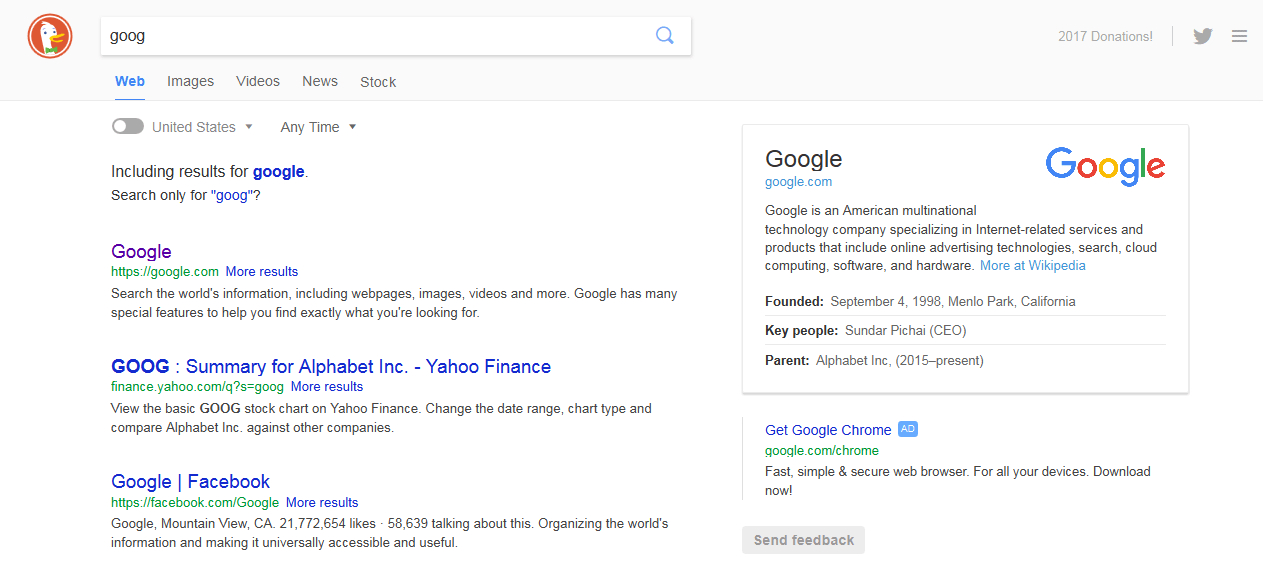 goog
2017 Donations!
Web Images Videos News Stock
United States Any Time
Including results for google.
Search only for "goog"?
Google
https://google.com More results
Search the world's information, including webpages, images, videos and more. Google has many
special features to help you find exactly what you're looking for.
GOOG : Summary for Alphabet Inc. - Yahoo Finance
finance.yahoo.com/q?s=goog More results
View the basic GOOG stock chart on Yahoo Finance. Change the date range, chart type and
compare Alphabet Inc. against other companies.
Google | Facebook
https://facebook.com/Google More results
Google, Mountain View, CA. 21,772,654 likes · 58,639 talking about this. Organizing the world's
information and making it universally accessible and useful.
Google
Google
google.com
Google is an American multinational
technology company specializing in Internet-related services and
products that include online advertising technologies, search, cloud
computing, software, and hardware. More at Wikipedia
Founded: September 4, 1998, Menlo Park, California
Key people: Sundar Pichai (CEO)
Parent: Alphabet Inc, (2015–present)
Get Google Chrome AD
google.com/chrome
Fast, simple & secure web browser. For all your devices. Download
now!
Send feedback